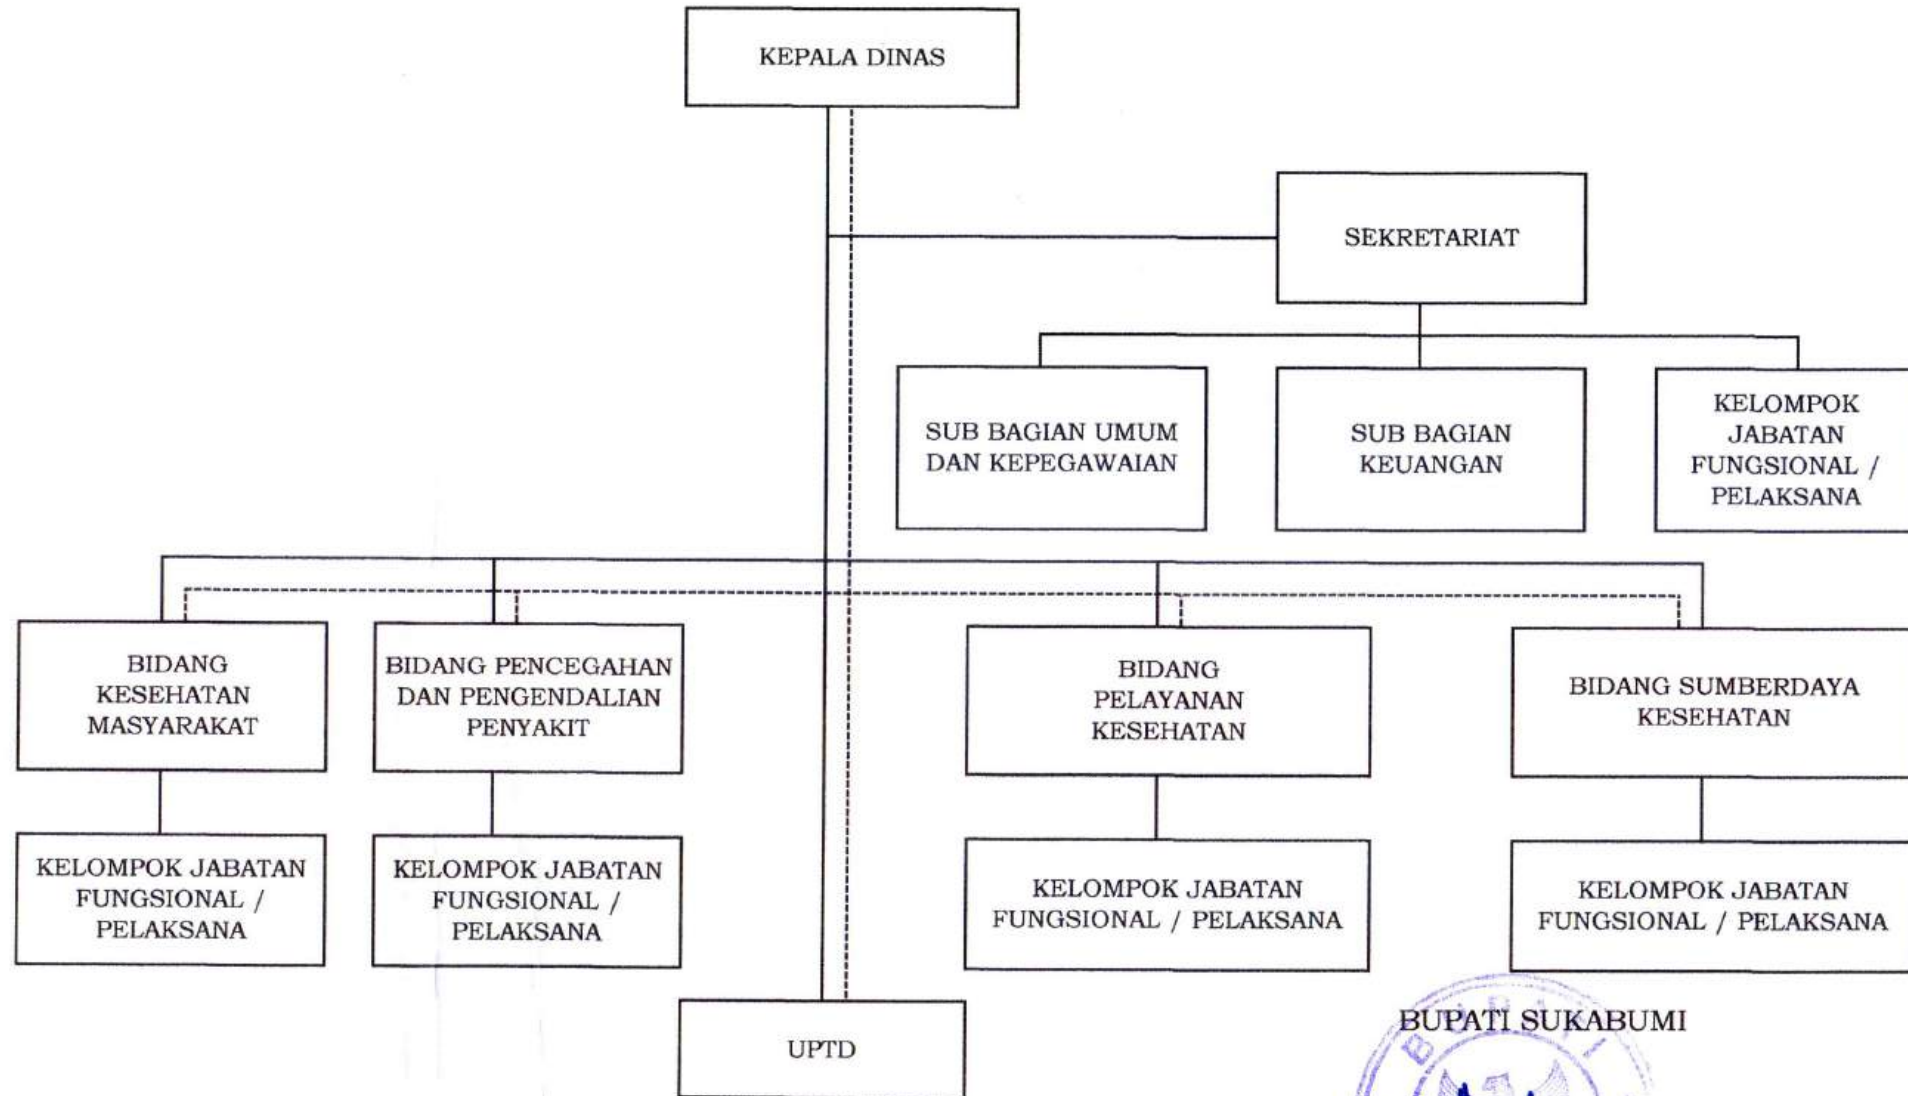 KEPALA DINAS
SEKRETARIAT
SUB BAGIAN UMUM
DAN KEPEGAWAIAN
SUB BAGIAN
KEUANGAN
KELOMPOK
JABATAN
FUNGSIONAL /
PELAKSANA
BIDANG
KESEHATAN
MASYARAKAT
BIDANG PENCEGAHAN
DAN PENGENDALIAN
PENYAKIT
BIDANG
PELAYANAN
KESEHATAN
BIDANG SUMBERDAYA
KESEHATAN
KELOMPOK JABATAN
FUNGSIONAL /
PELAKSANA
KELOMPOK JABATAN
FUNGSIONAL /
PELAKSANA
KELOMPOK JABATAN
FUNGSIONAL / PELAKSANA
KELOMPOK JABATAN
FUNGSIONAL / PELAKSANA
UPTD
BUPATI SUKABUMI
BUPATI